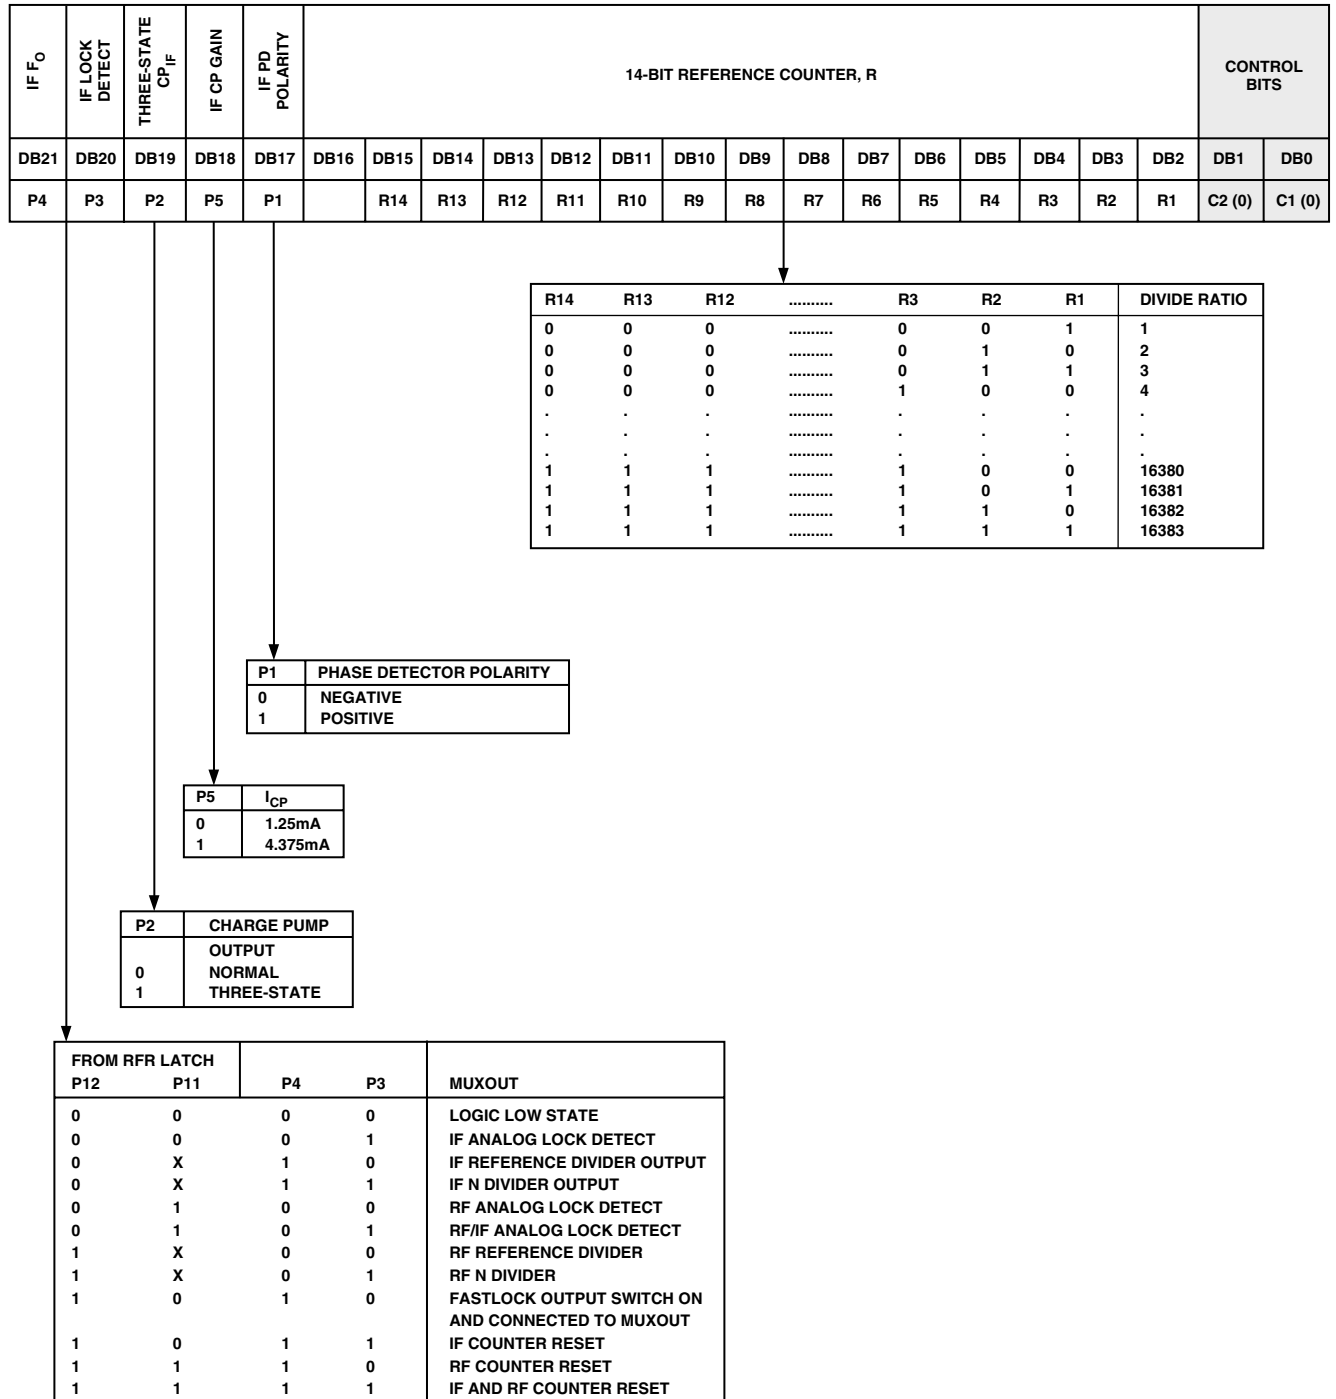 IF FO
IF LOCK DETECT
THREE-STATE CPIF
IF CP GAIN
IF PD POLARITY
14-BIT REFERENCE COUNTER, R
CONTROL BITS
DB21 DB20 DB19 DB18 DB17 DB16 DB15 DB14 DB13 DB12 DB11 DB10 DB9 DB8 DB7 DB6 DB5 DB4 DB3 DB2 DB1 DB0
P4 P3 P2 P5 P1 R14 R13 R12 R11 R10 R9 R8 R7 R6 R5 R4 R3 R2 R1 C2 (0) C1 (0)
R14 R13 R12 .......... R3 R2 R1 DIVIDE RATIO
0 0 0 .......... 0 0 1 1
0 0 0 .......... 0 1 0 2
0 0 0 .......... 0 1 1 3
0 0 0 .......... 1 0 0 4
. . . .......... . . . .
. . . .......... . . . .
. . . .......... . . . .
1 1 1 .......... 1 0 0 16380
1 1 1 .......... 1 0 1 16381
1 1 1 .......... 1 1 0 16382
1 1 1 .......... 1 1 1 16383
P1 PHASE DETECTOR POLARITY
0 NEGATIVE
1 POSITIVE
P5 ICP
0 1.25mA
1 4.375mA
P2 CHARGE PUMP
OUTPUT
0 NORMAL
1 THREE-STATE
FROM RFR LATCH
P12 P11 P4 P3 MUXOUT
0 0 0 0 LOGIC LOW STATE
0 0 0 1 IF ANALOG LOCK DETECT
0 X 1 0 IF REFERENCE DIVIDER OUTPUT
0 X 1 1 IF N DIVIDER OUTPUT
0 1 0 0 RF ANALOG LOCK DETECT
0 1 0 1 RF/IF ANALOG LOCK DETECT
1 X 0 0 RF REFERENCE DIVIDER
1 X 0 1 RF N DIVIDER
1 0 1 0 FASTLOCK OUTPUT SWITCH ON
AND CONNECTED TO MUXOUT
1 0 1 1 IF COUNTER RESET
1 1 1 0 RF COUNTER RESET
1 1 1 1 IF AND RF COUNTER RESET